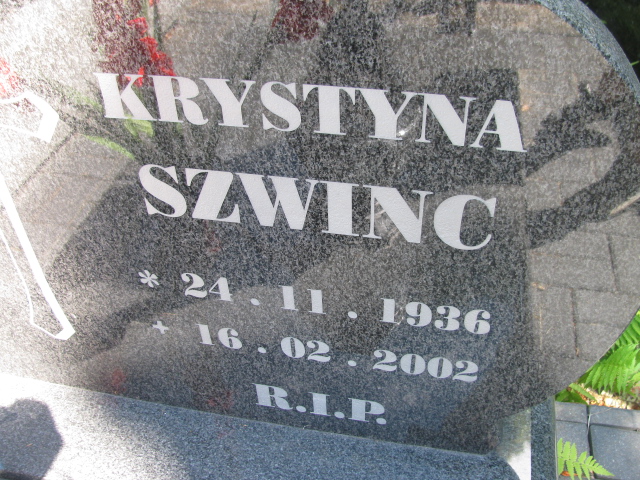 KRYSTYNA
SZWINC
* 24 . 11 . 1936
+ 16 . 02 . 2002
R.I.P.